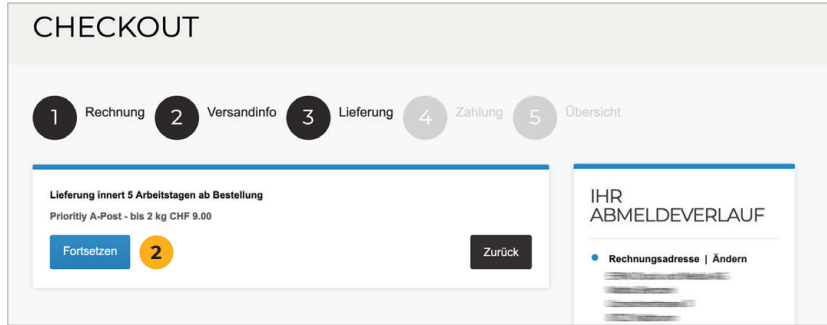 CHECKOUT
1 Rechnung 2 Versandinfo 3 Lieferung 4 Zahlung 5 Übersicht
Lieferung innert 5 Arbeitstagen ab Bestellung
Prioritiy A-Post - bis 2 kg CHF 9.00
Fortsetzen 2 Zurück
IHR
ABMELDEVERLAUF
Rechnungsadresse | Ändern